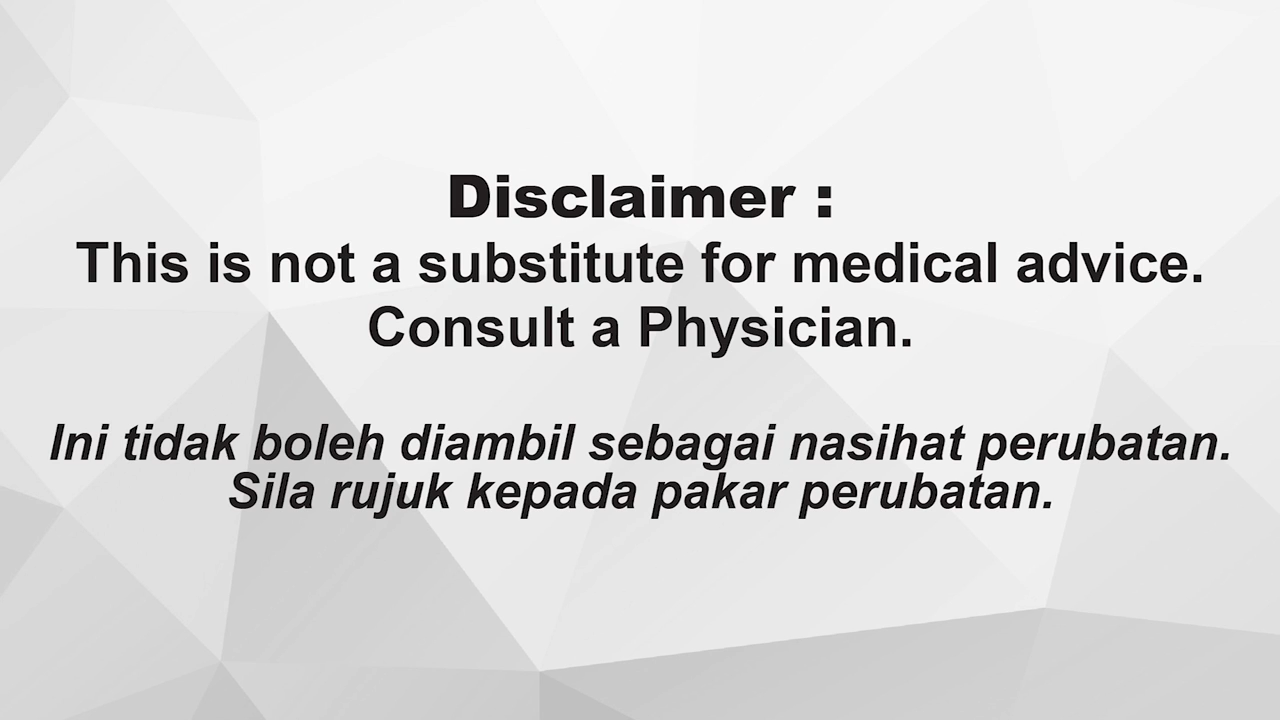 Disclaimer :
This is not a substitute for medical advice.
Consult a Physician.
Ini tidak boleh diambil sebagai nasihat perubatan.
Sila rujuk kepada pakar perubatan.